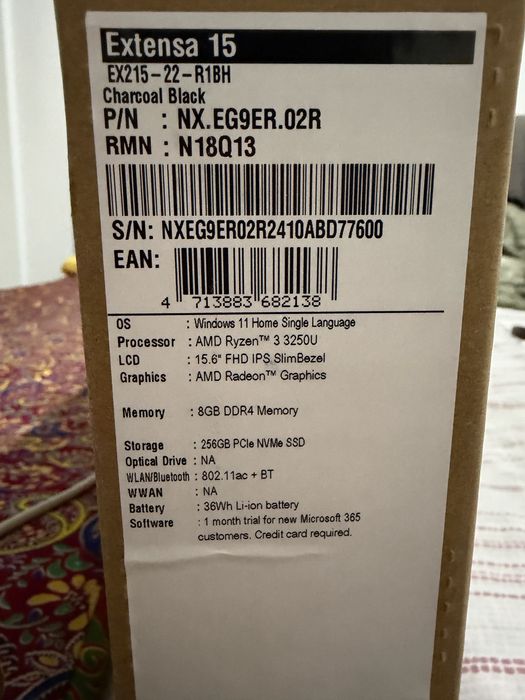 Extensa 15
EX215-22-R1BH
Charcoal Black
P/N : NX.EG9ER.02R
RMN : N18Q13
S/N: NXEG9ER02R2410ABD77600
EAN:
4 713883 682138
OS : Windows 11 Home Single Language
Processor : AMD Ryzen™ 3 3250U
LCD : 15.6" FHD IPS SlimBezel
Graphics : AMD Radeon™ Graphics
Memory : 8GB DDR4 Memory
Storage : 256GB PCIe NVMe SSD
Optical Drive : NA
WLAN/Bluetooth : 802.11ac + BT
WWAN : NA
Battery : 36Wh Li-ion battery
Software : 1 month trial for new Microsoft 365
customers. Credit card required.